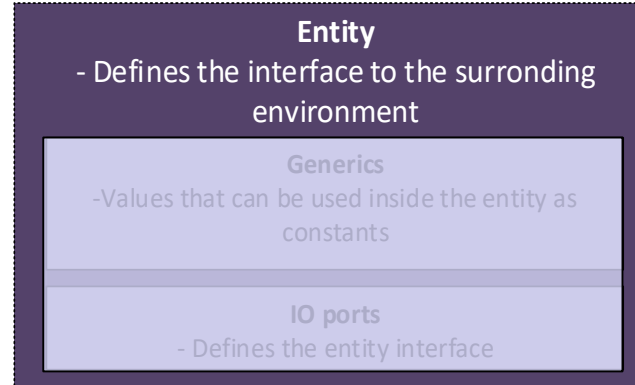 Entity
- Defines the interface to the surronding
environment
Generics
-Values that can be used inside the entity as
constants
IO ports
- Defines the entity interface